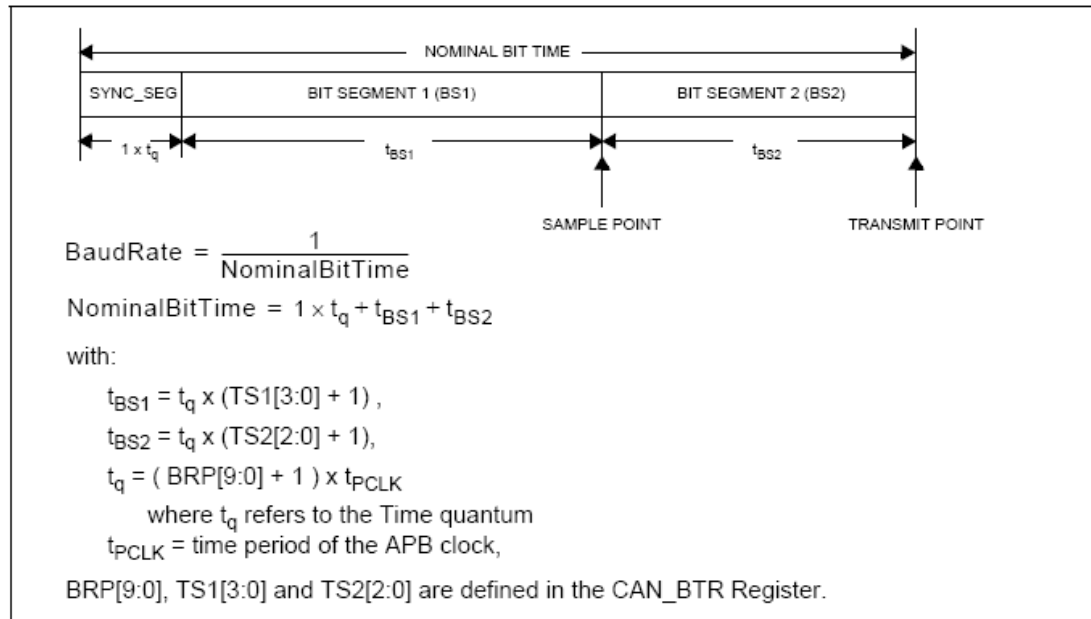 NOMINAL BIT TIME
SYNC_SEG BIT SEGMENT 1 (BS1) BIT SEGMENT 2 (BS2)
1 x tq tBS1 tBS2
SAMPLE POINT TRANSMIT POINT
BaudRate = 1 / NominalBitTime
NominalBitTime = 1 × tq + tBS1 + tBS2
with:
tBS1 = tq x (TS1[3:0] + 1) ,
tBS2 = tq x (TS2[2:0] + 1),
tq = ( BRP[9:0] + 1 ) x tPCLK
where tq refers to the Time quantum
tPCLK = time period of the APB clock,
BRP[9:0], TS1[3:0] and TS2[2:0] are defined in the CAN_BTR Register.